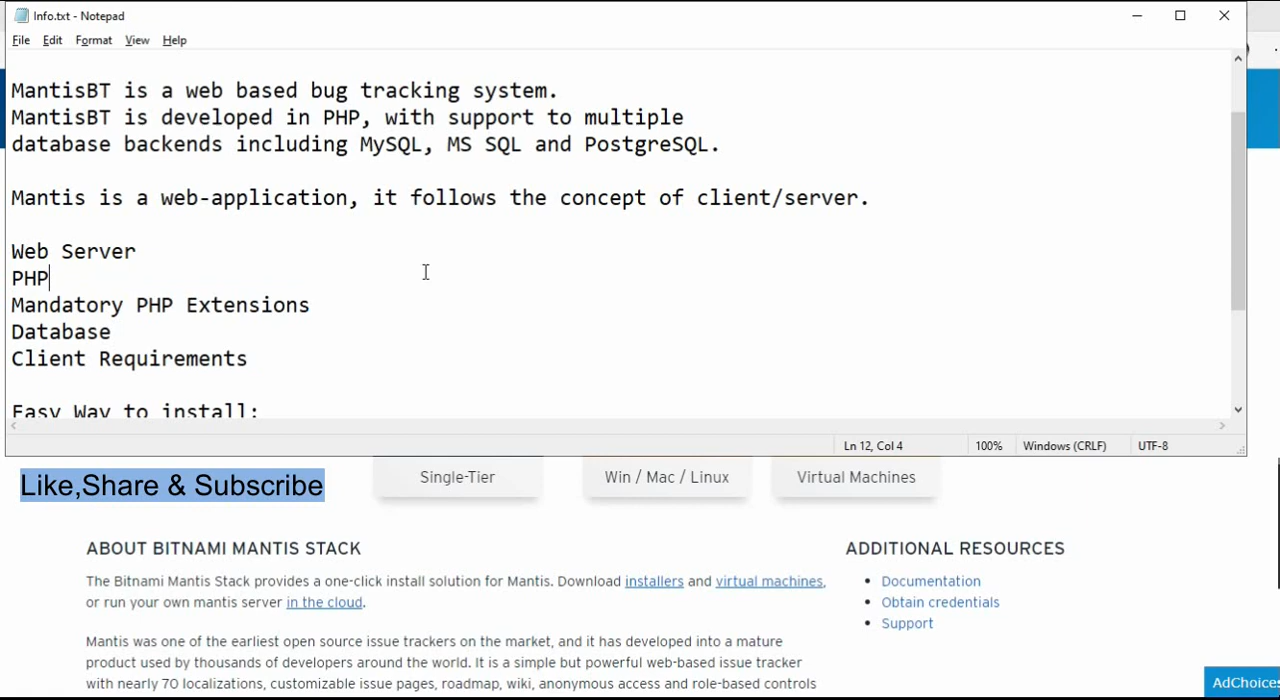 Info.txt - Notepad
File Edit Format View Help
MantisBT is a web based bug tracking system.
MantisBT is developed in PHP, with support to multiple
database backends including MySQL, MS SQL and PostgreSQL.
Mantis is a web-application, it follows the concept of client/server.
Web Server
PHP
Mandatory PHP Extensions
Database
Client Requirements
Easy Way to install:
Ln 12, Col 4 100% Windows (CRLF) UTF-8
Like,Share & Subscribe
Single-Tier Win / Mac / Linux Virtual Machines
ABOUT BITNAMI MANTIS STACK
The Bitnami Mantis Stack provides a one-click install solution for Mantis. Download installers and virtual machines,
or run your own mantis server in the cloud.
Mantis was one of the earliest open source issue trackers on the market, and it has developed into a mature
product used by thousands of developers around the world. It is a simple but powerful web-based issue tracker
with nearly 70 localizations, customizable issue pages, roadmap, wiki, anonymous access and role-based controls
ADDITIONAL RESOURCES
Documentation
Obtain credentials
Support
AdChoices